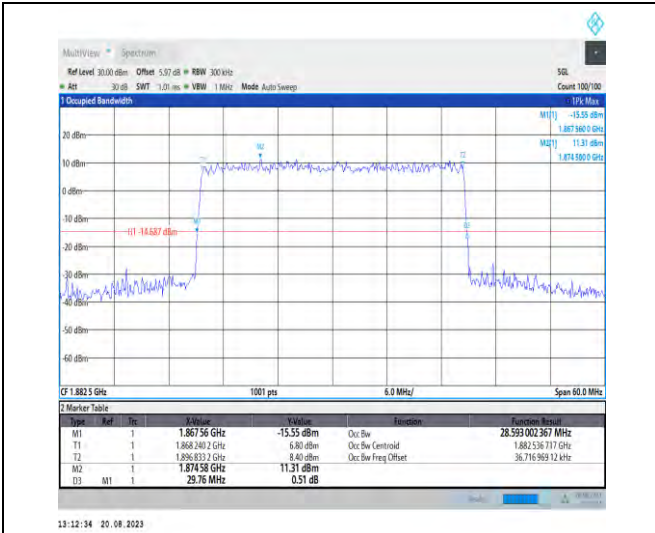 MultiView Spectrum
Ref Level 30.00 dBm Offset 5.97 dB RBW 300 kHz SGL
Att 30 dB SWT 1.01 ms VBW 1 MHz Mode Auto Sweep Count 100/100
1 Occupied Bandwidth 1Pk Max
M1[1] -15.55 dBm
1.867 560 0 GHz
M2[1] 11.31 dBm
1.874 580 0 GHz
20 dBm
M2
10 dBm
0 dBm
-10 dBm
H1 -14.687 dBm
-20 dBm
-30 dBm
-40 dBm
-50 dBm
-60 dBm
CF 1.882 5 GHz 1001 pts 6.0 MHz/ Span 60.0 MHz
2 Marker Table
Type Ref Trc X-Value Y-Value Function Function Result
M1 1 1.867 56 GHz -15.55 dBm Occ Bw 28.593 002 367 MHz
T1 1 1.868 240 2 GHz 6.80 dBm Occ Bw Centroid 1.882 536 717 GHz
T2 1 1.896 833 2 GHz 8.40 dBm Occ Bw Freq Offset 36.716 969 12 kHz
M2 1 1.874 58 GHz 11.31 dBm
D3 M1 1 29.76 MHz 0.51 dB
13:12:34 20.08.2023